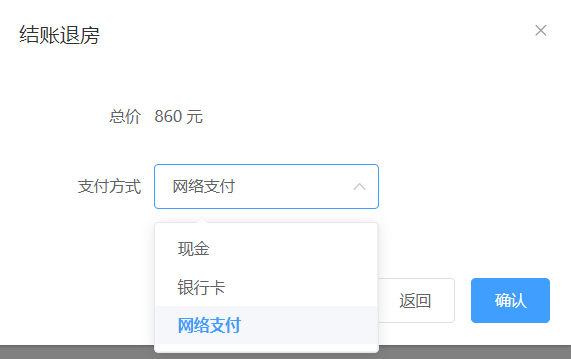 结账退房
总价 860 元
支付方式 网络支付
现金
银行卡
网络支付
返回 确认